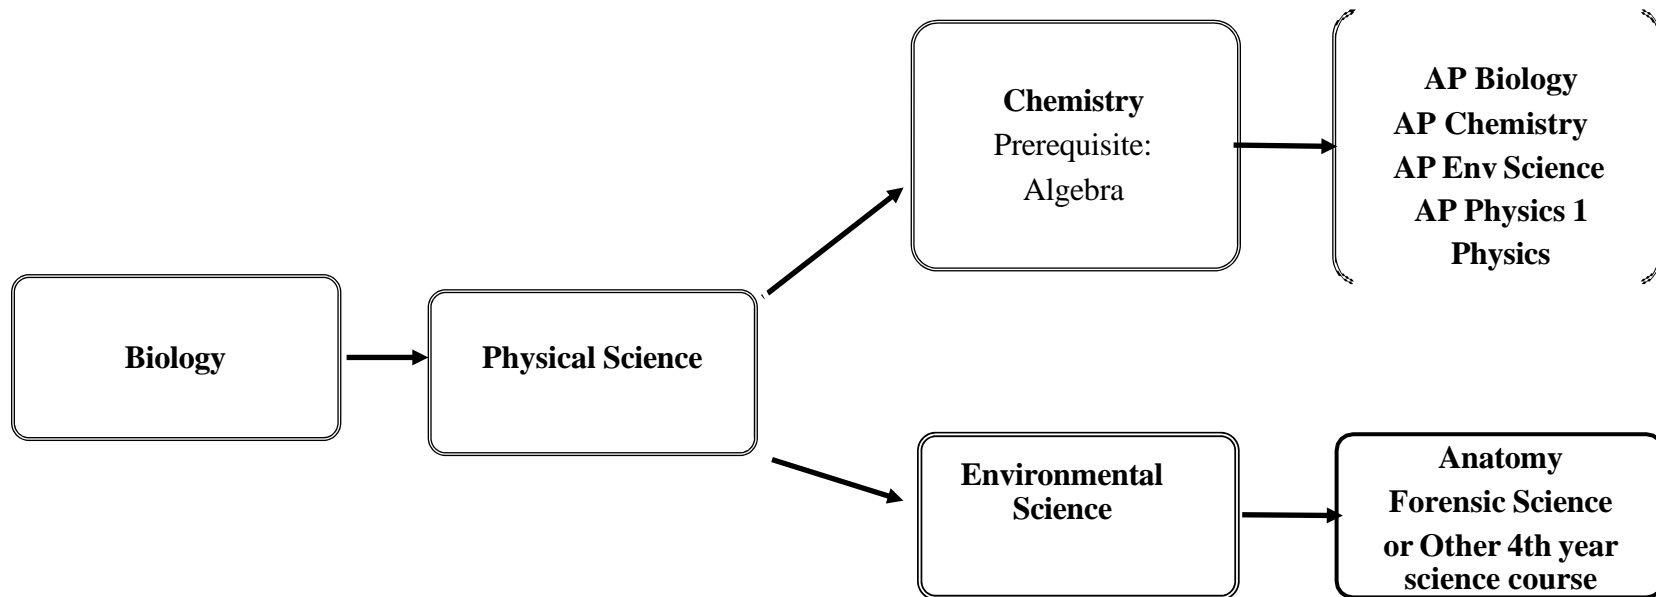 Biology
Physical Science
Chemistry
Prerequisite:
Algebra
AP Biology
AP Chemistry
AP Env Science
AP Physics 1
Physics
Environmental
Science
Anatomy
Forensic Science
or Other 4th year
science course